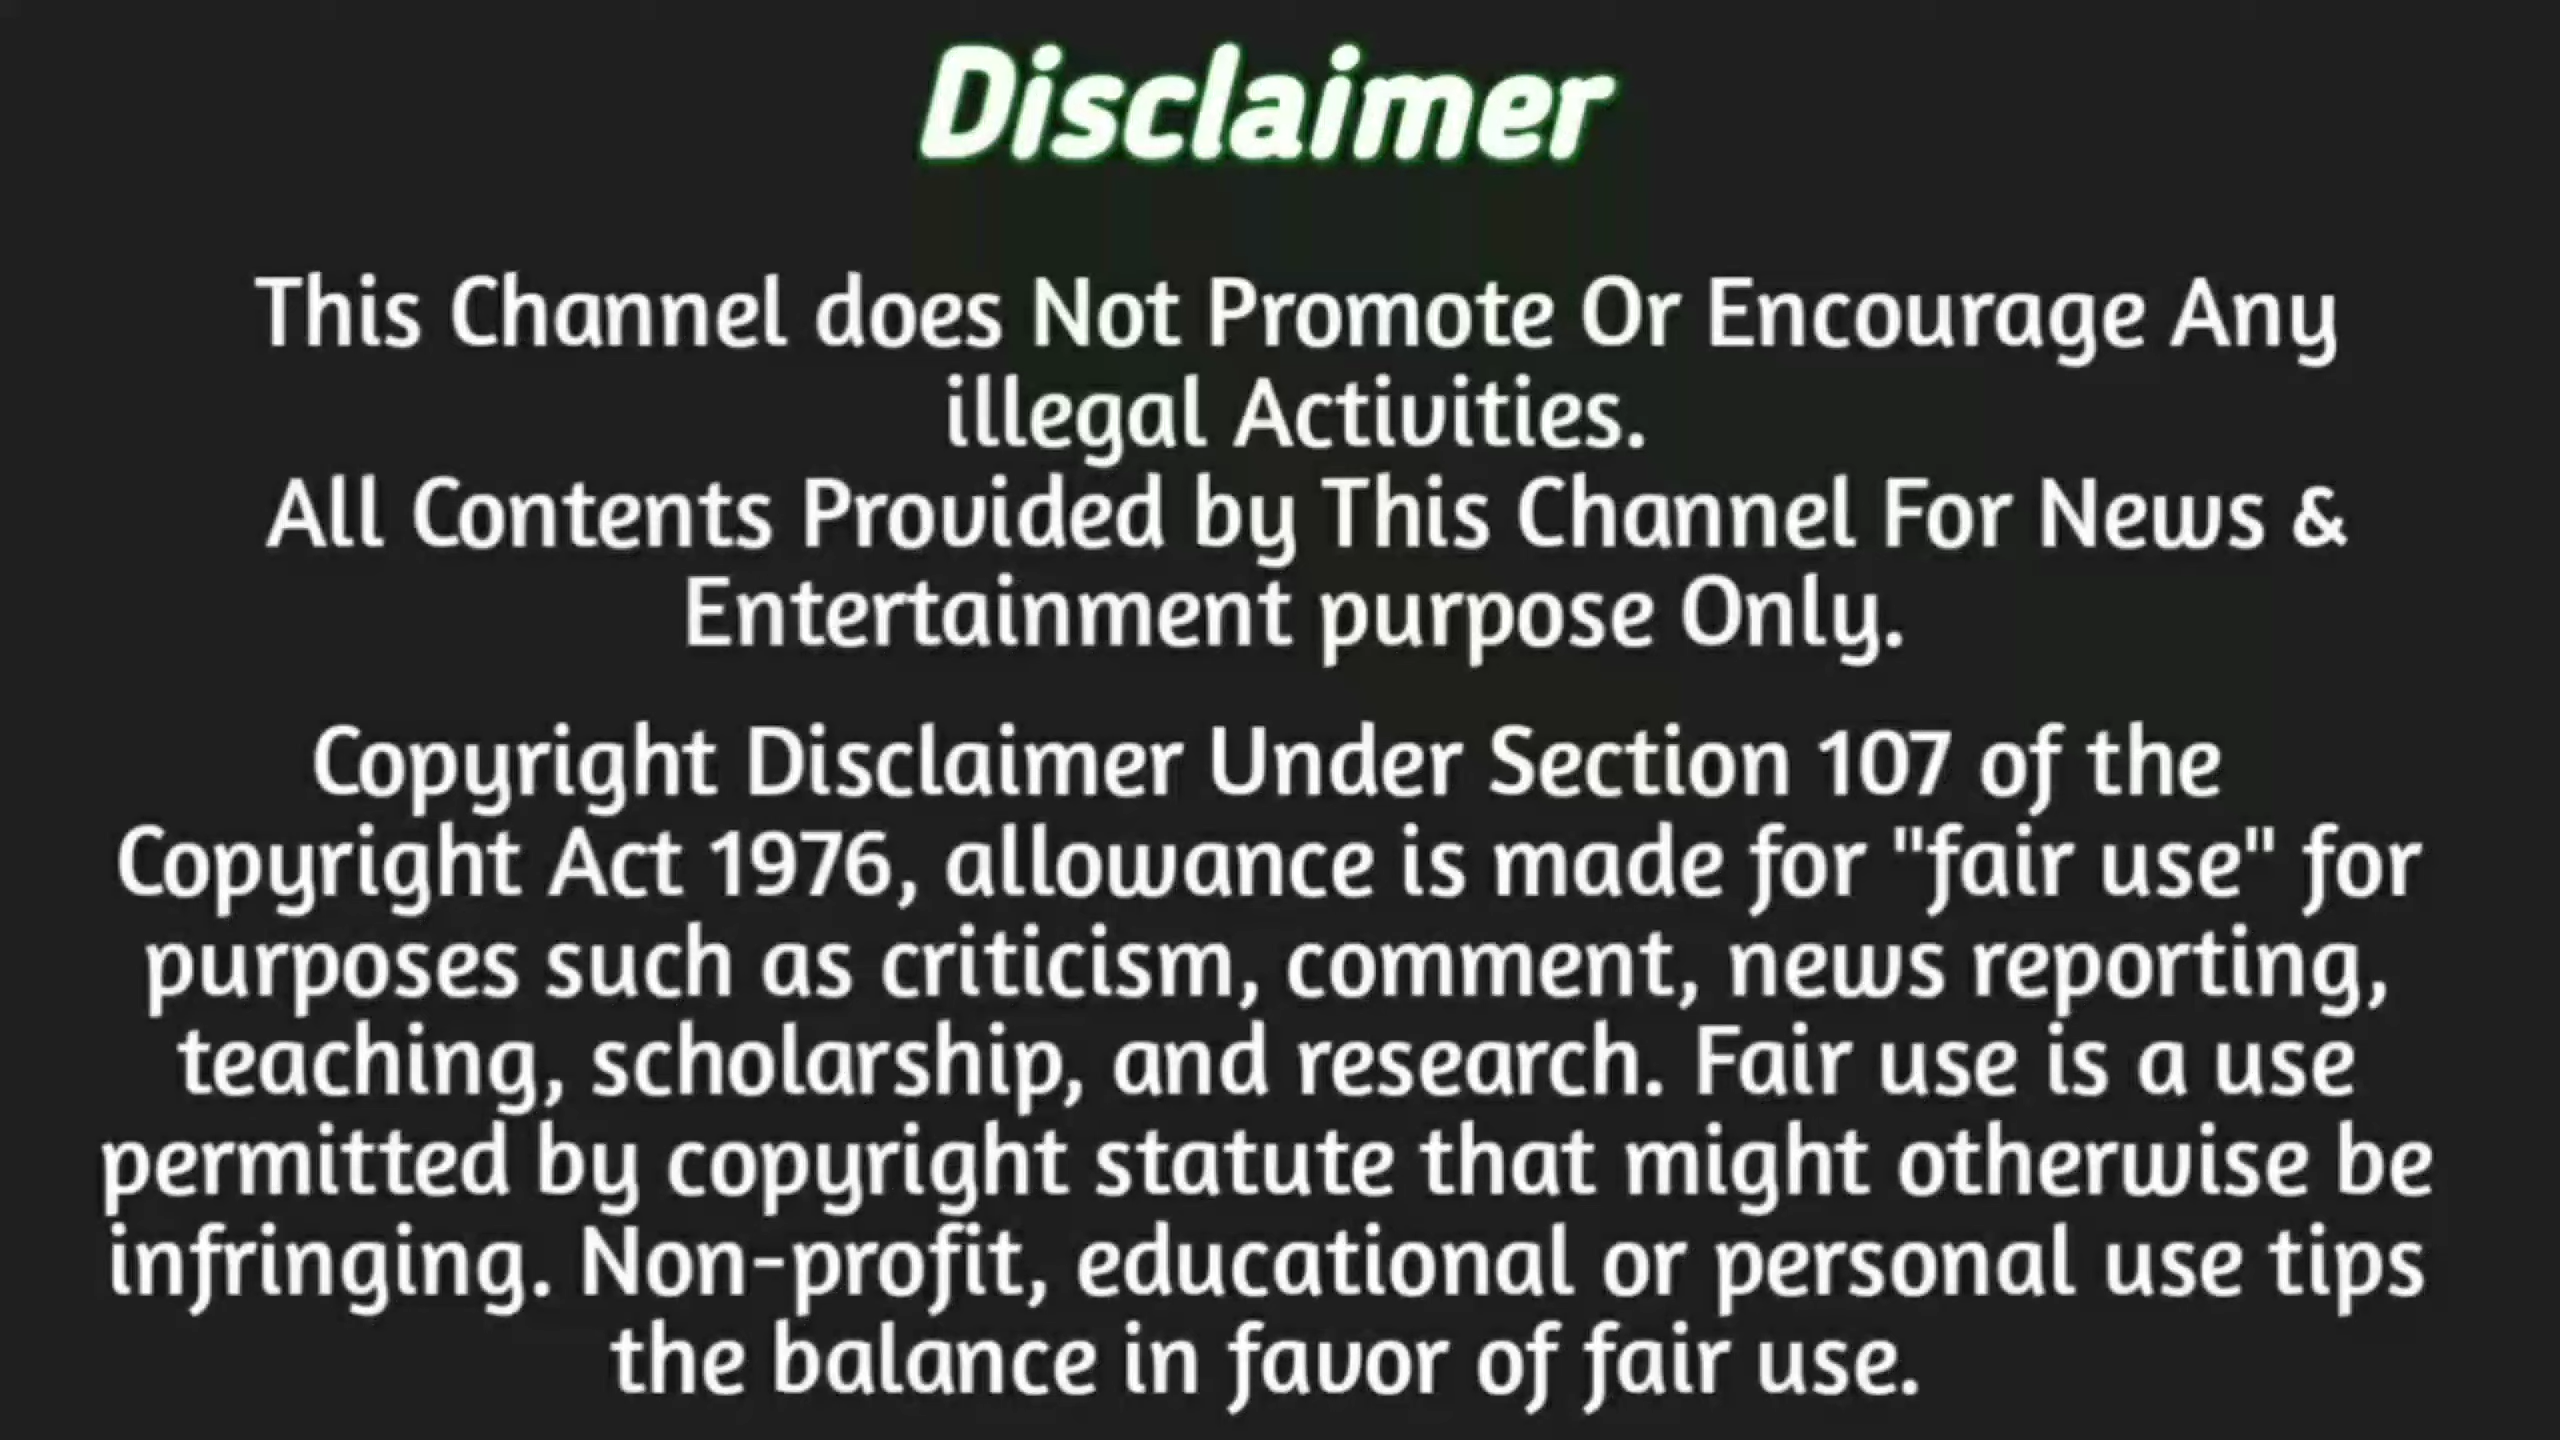 Disclaimer
This Channel does Not Promote Or Encourage Any
illegal Activities.
All Contents Provided by This Channel For News &
Entertainment purpose Only.
Copyright Disclaimer Under Section 107 of the
Copyright Act 1976, allowance is made for "fair use" for
purposes such as criticism, comment, news reporting,
teaching, scholarship, and research. Fair use is a use
permitted by copyright statute that might otherwise be
infringing. Non-profit, educational or personal use tips
the balance in favor of fair use.